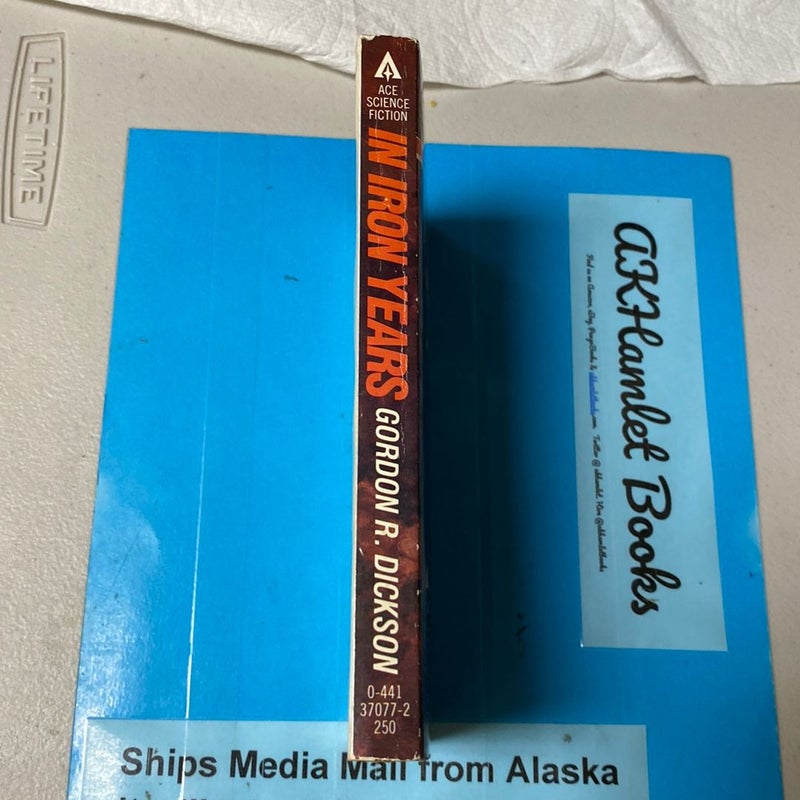 LIFETIME
ACE
SCIENCE
FICTION
IN IRON YEARS GORDON R. DICKSON
0-441
37077-2
250
AKHamlet Books
Ships Media Mail from Alaska